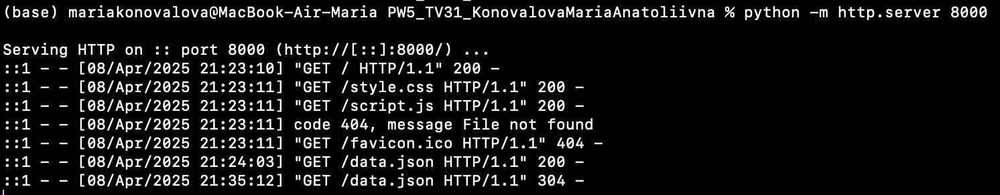 (base) mariakonovalova@MacBook-Air-Maria PW5_TV31_KonovalovaMariaAnatoliivna % python -m http.server 8000
Serving HTTP on :: port 8000 (http://[::]:8000/) ...
::1 - - [08/Apr/2025 21:23:10] "GET / HTTP/1.1" 200 -
::1 - - [08/Apr/2025 21:23:11] "GET /style.css HTTP/1.1" 200 -
::1 - - [08/Apr/2025 21:23:11] "GET /script.js HTTP/1.1" 200 -
::1 - - [08/Apr/2025 21:23:11] code 404, message File not found
::1 - - [08/Apr/2025 21:23:11] "GET /favicon.ico HTTP/1.1" 404 -
::1 - - [08/Apr/2025 21:24:03] "GET /data.json HTTP/1.1" 200 -
::1 - - [08/Apr/2025 21:35:12] "GET /data.json HTTP/1.1" 304 -